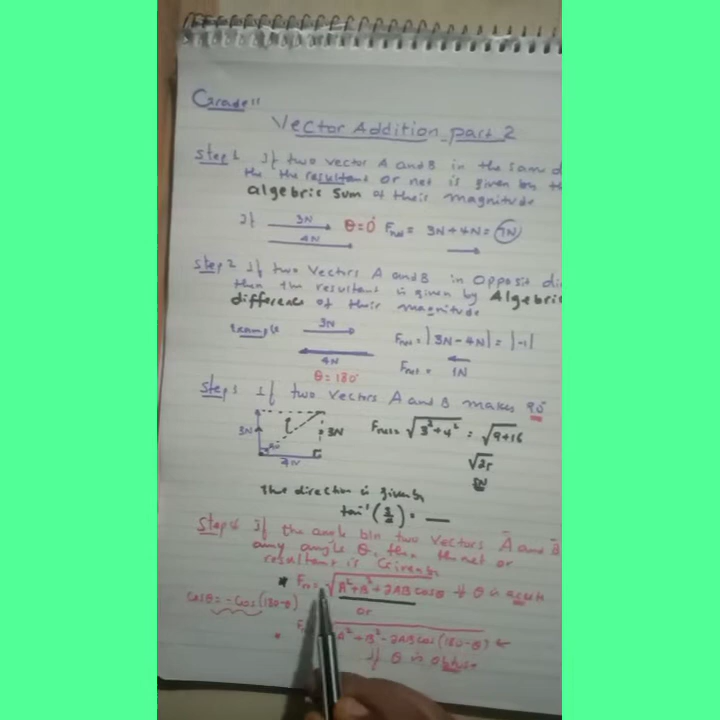 Grade 11
Vector Addition part 2
Step 1 If two vector A and B in the same d
the the resultant or net is given by th
algebric sum of their magnitude
If 3N θ=0° Fnet = 3N+4N= 7N
4N
Step 2 If two Vectors A and B in opposit di
then the resultant is given by Algebric
difference of their magnitude
Example 3N Fnet = |3N-4N| = |-1|
4N Fnet = 1N
θ = 180°
Step 3 If two Vectors A and B makes 90°
3N 3N = √3²+4² = √9+16
4N √25
5N
The direction is given by
tan⁻¹(3/4) = __
Step 4 If the angle btn two Vectors A and B
any angle θ, then the net or
resultant is Given by
* √A²+B²+2AB cosθ if θ is acute
cosθ = -cos(180-θ) or
* A²+B²-2AB cos(180-θ)
if θ is obtuse